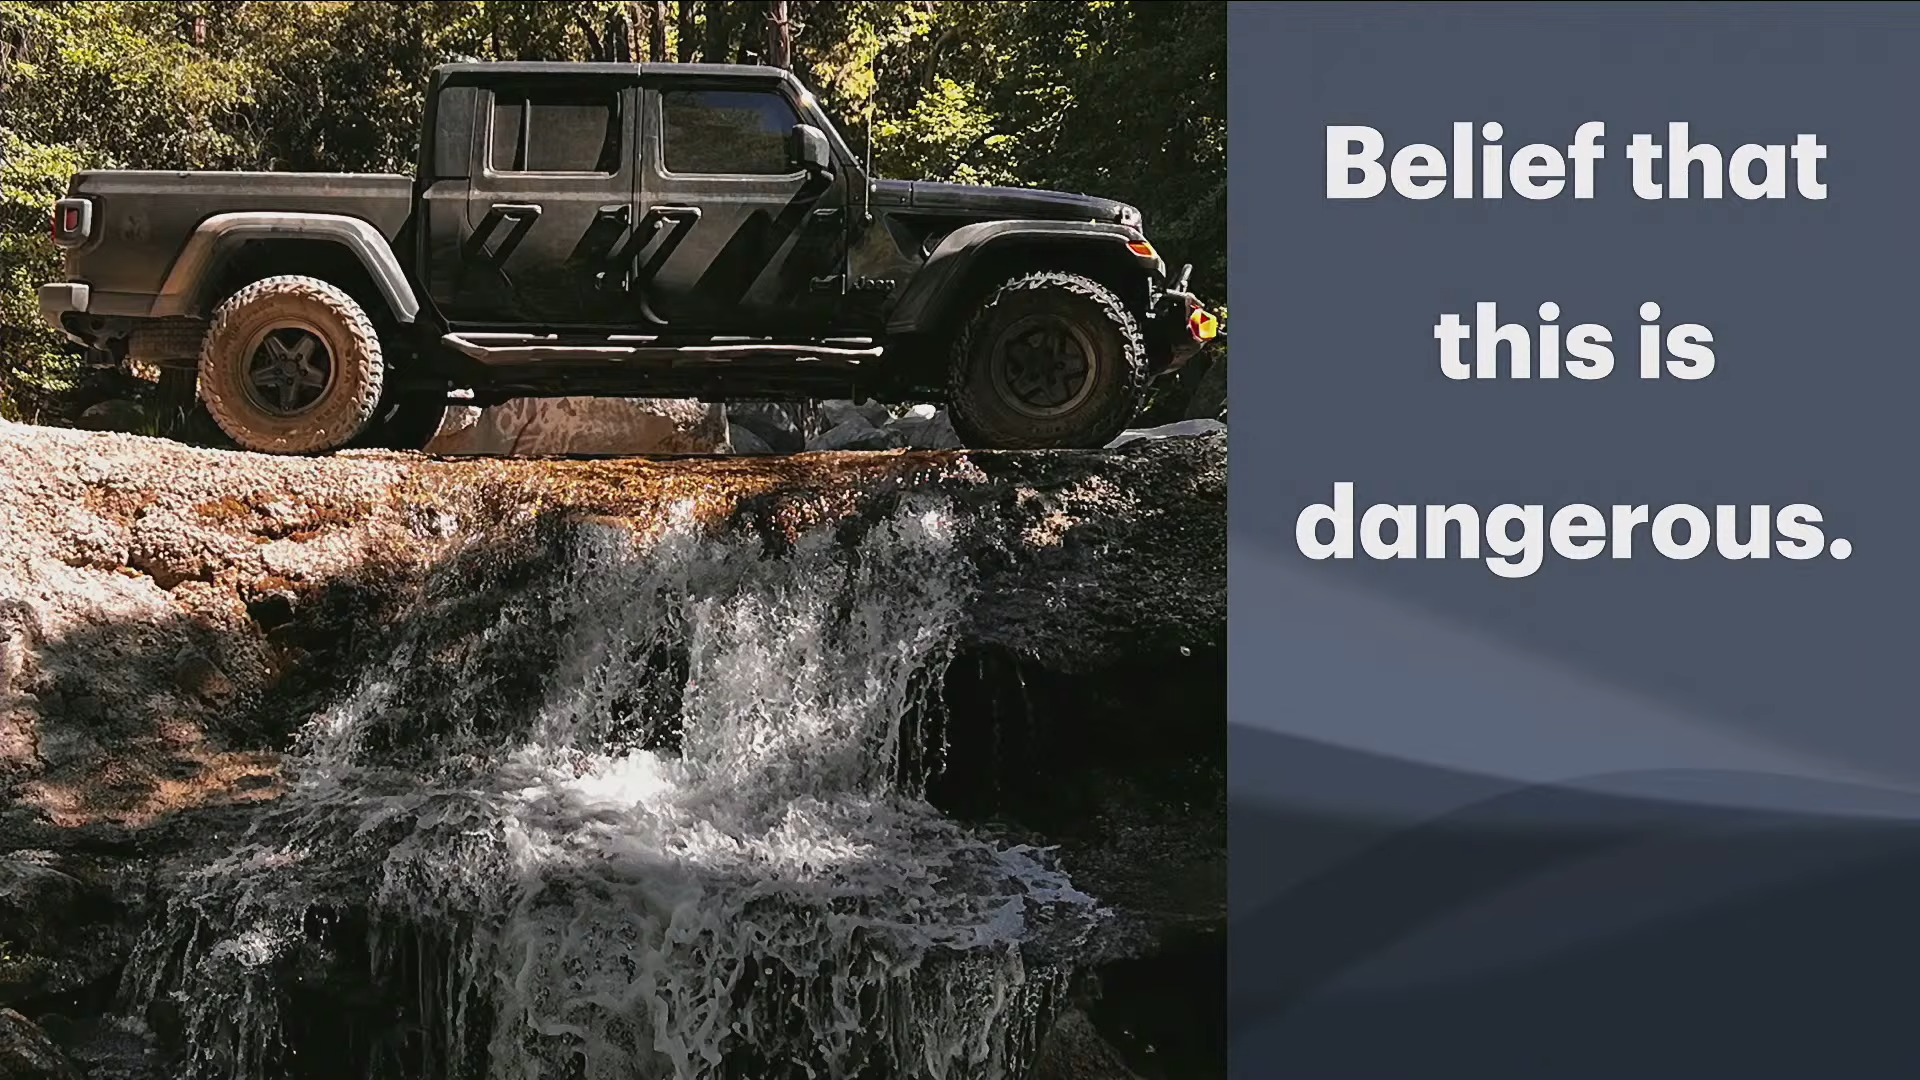 Belief that
this is
dangerous.